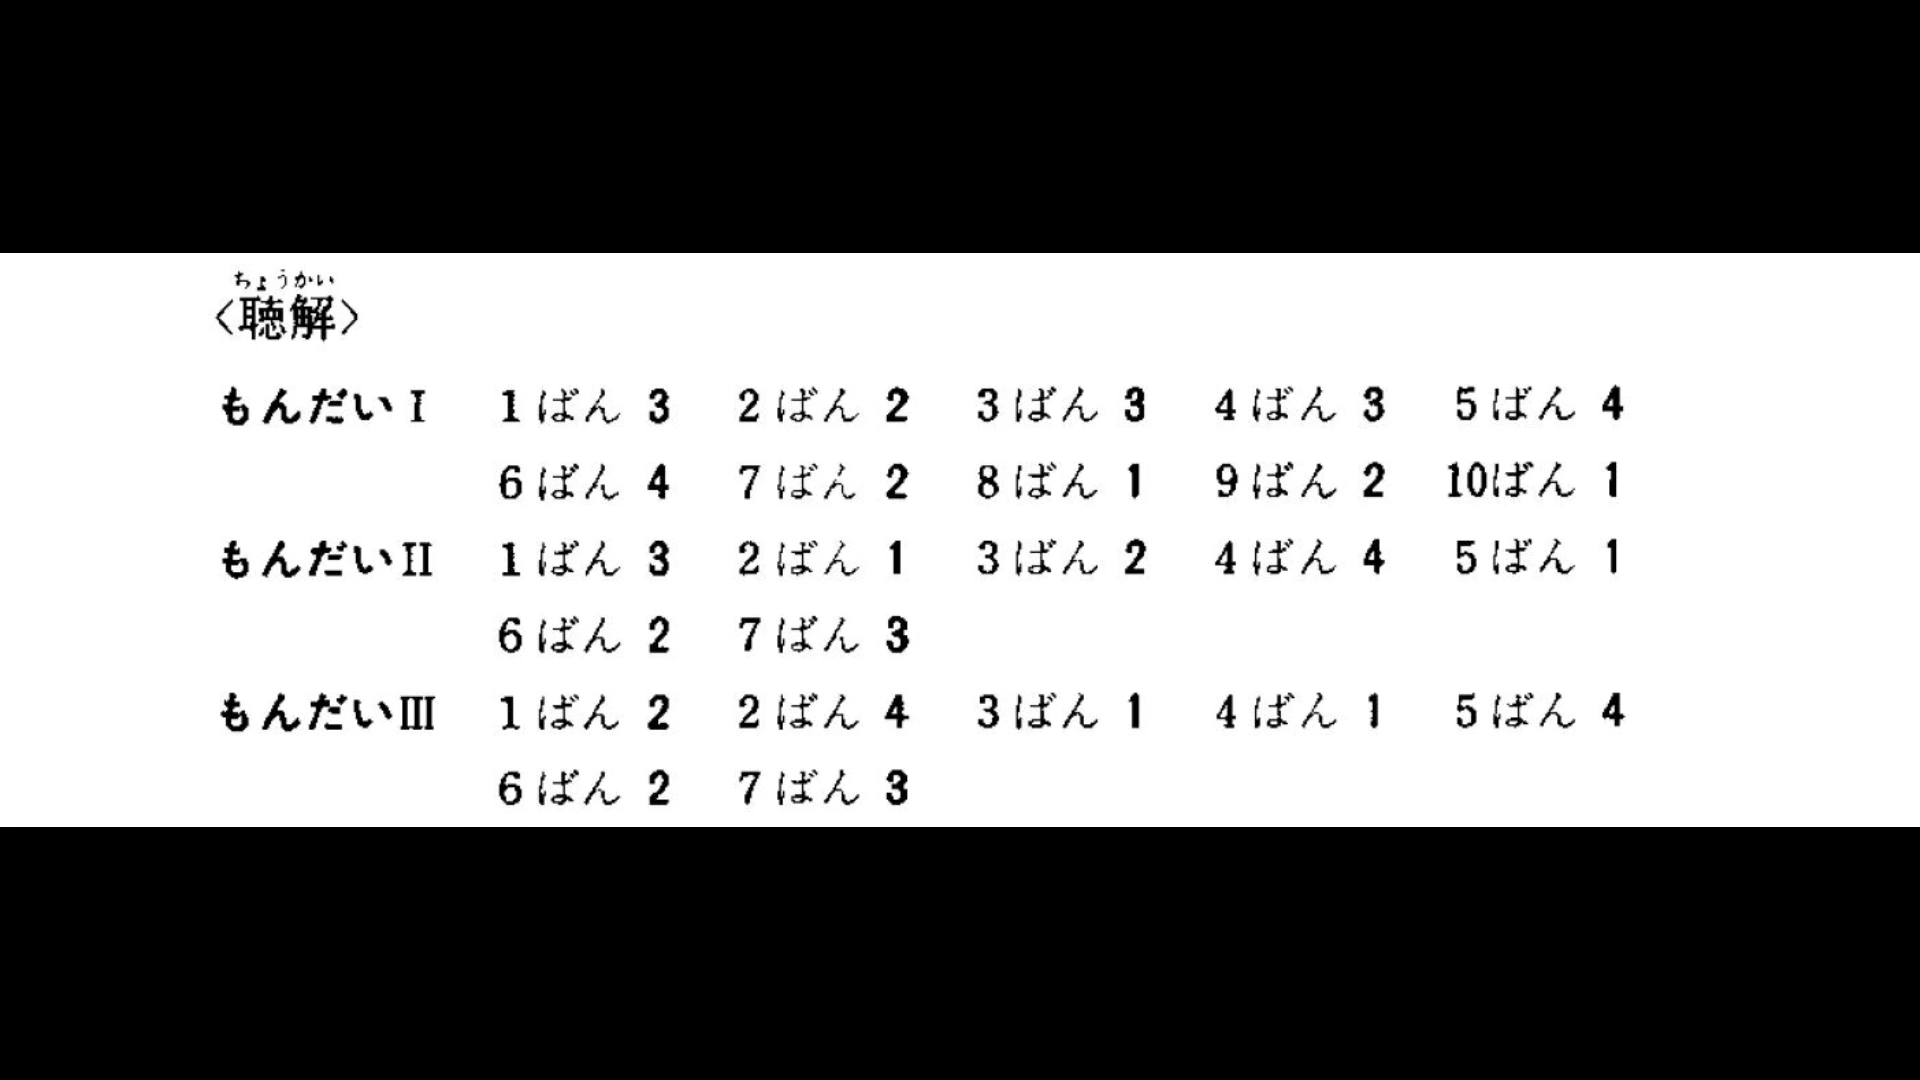 ちょうかい
〈聴解〉
もんだいⅠ 1ばん 3 2ばん 2 3ばん 3 4ばん 3 5ばん 4
6ばん 4 7ばん 2 8ばん 1 9ばん 2 10ばん 1
もんだいⅡ 1ばん 3 2ばん 1 3ばん 2 4ばん 4 5ばん 1
6ばん 2 7ばん 3
もんだいⅢ 1ばん 2 2ばん 4 3ばん 1 4ばん 1 5ばん 4
6ばん 2 7ばん 3